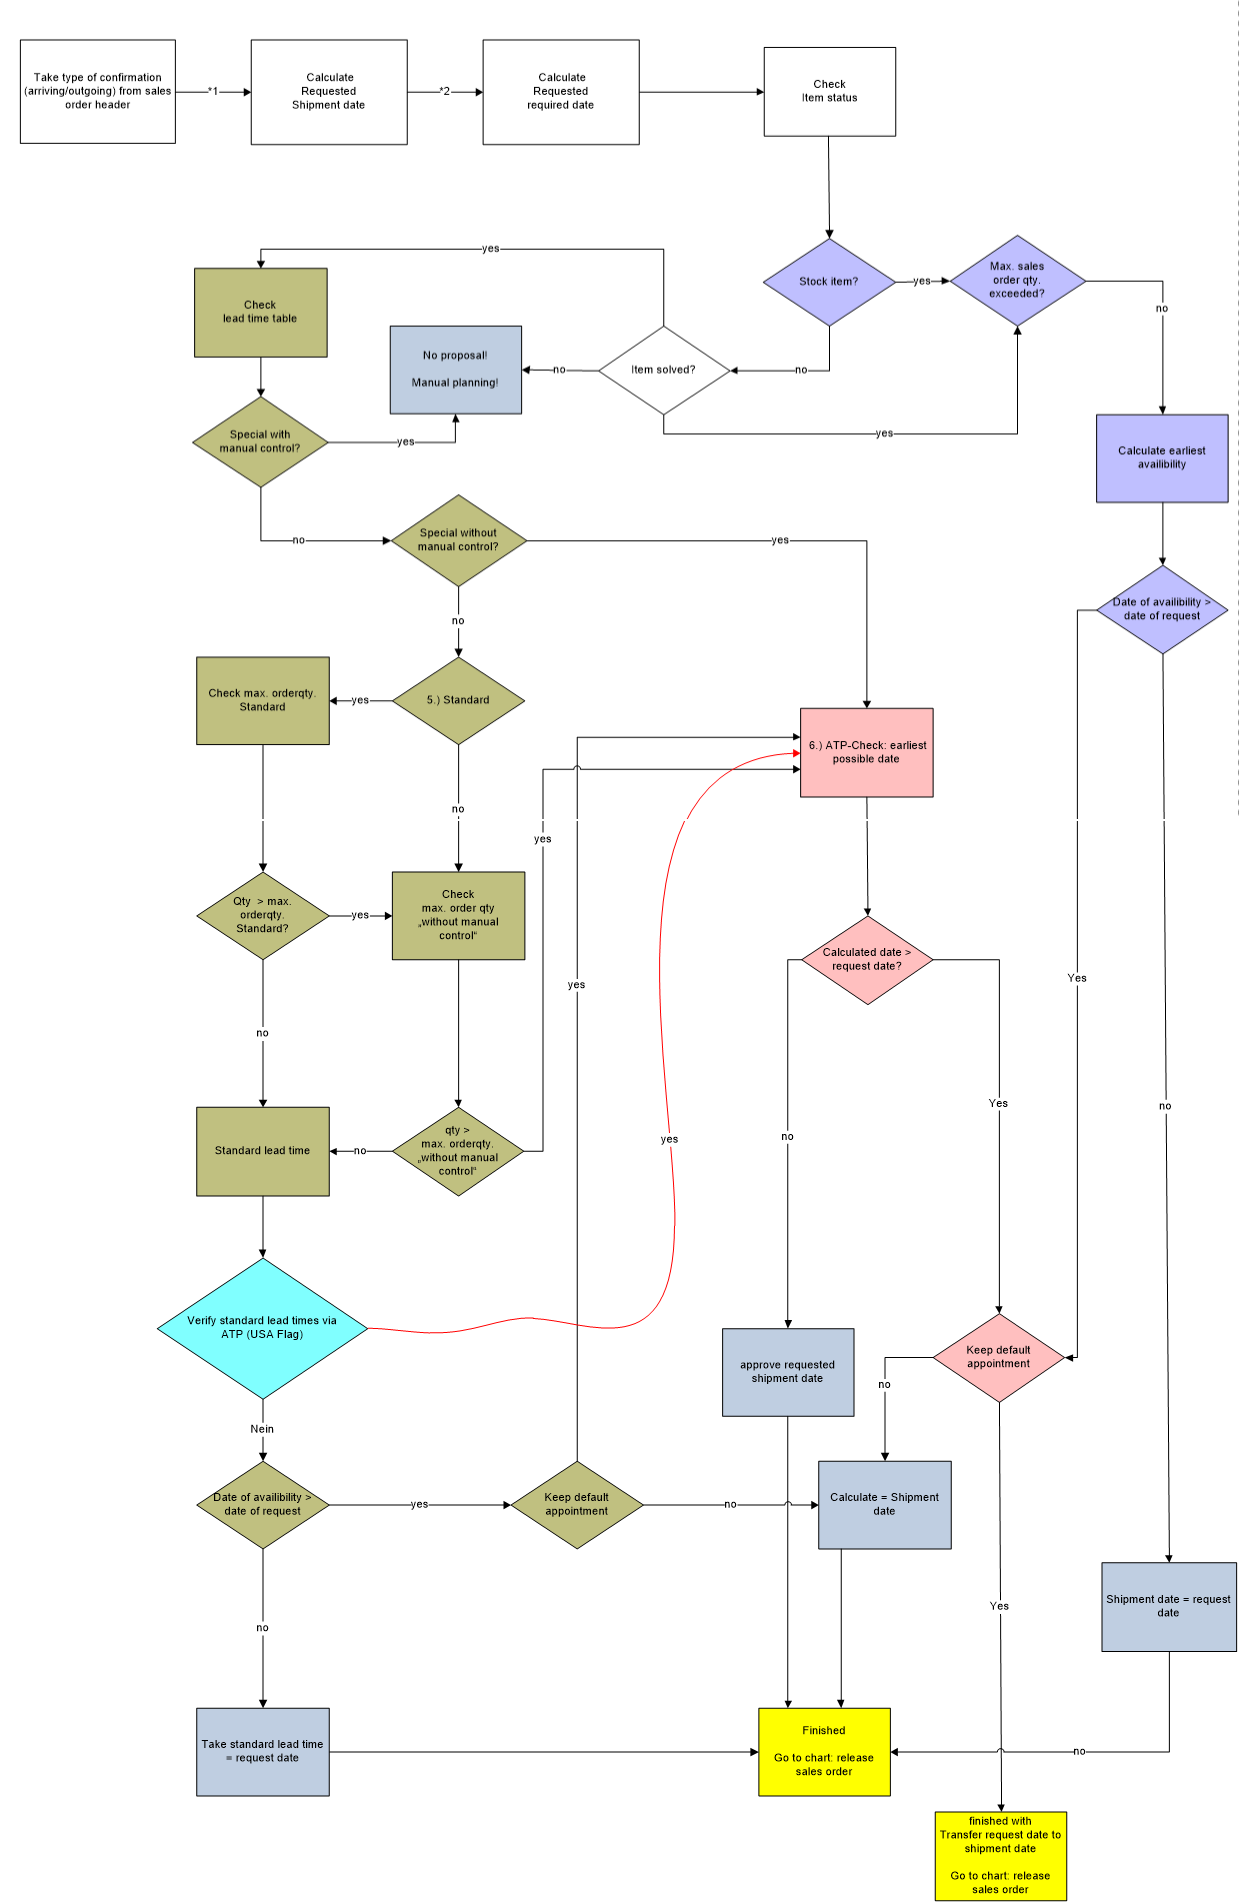 Take type of confirmation
(arriving/outgoing) from sales
order header
*1
Calculate
Requested
Shipment date
*2
Calculate
Requested
required date
Check
Item status
yes
Check
lead time table
Stock item?
yes
Max. sales
order qty.
exceeded?
no
No proposal!
Manual planning!
no
Item solved?
no
yes
Special with
manual control?
yes
Calculate earliest
availibility
no
Special without
manual control?
yes
Date of availibility >
date of request
no
Check max. orderqty.
Standard
yes
5.) Standard
6.) ATP-Check: earliest
possible date
no
yes
Qty > max.
orderqty.
Standard?
yes
Check
max. order qty
„without manual
control“
Calculated date >
request date?
yes
Yes
no
Yes
no
no
yes
Standard lead time
no
qty >
max. orderqty.
„without manual
control“
Verify standard lead times via
ATP (USA Flag)
approve requested
shipment date
Keep default
appointment
no
Nein
Date of availibility >
date of request
yes
Keep default
appointment
no
Calculate = Shipment
date
no
Yes
Shipment date = request
date
Take standard lead time
= request date
Finished
Go to chart: release
sales order
no
finished with
Transfer request date to
shipment date
Go to chart: release
sales order